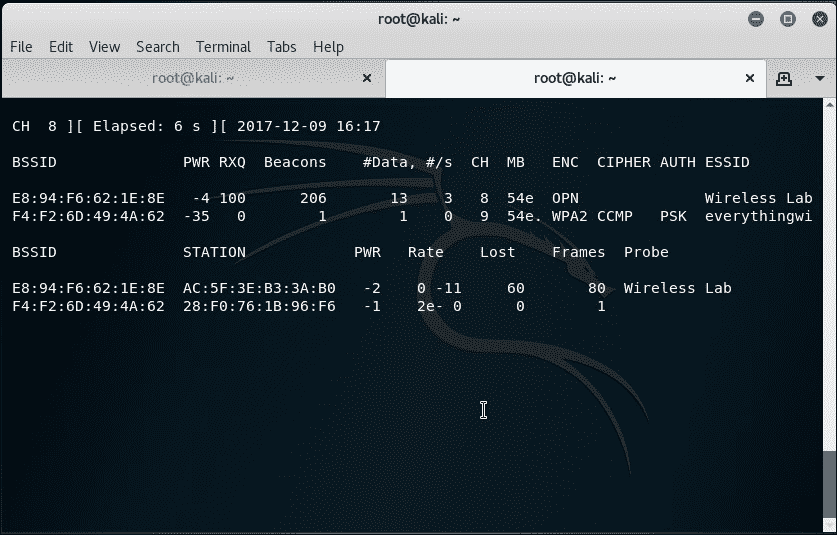 root@kali: ~
File Edit View Search Terminal Tabs Help
root@kali: ~ root@kali: ~
CH 8 ][ Elapsed: 6 s ][ 2017-12-09 16:17
BSSID PWR RXQ Beacons #Data, #/s CH MB ENC CIPHER AUTH ESSID
E8:94:F6:62:1E:8E -4 100 206 13 3 8 54e OPN Wireless Lab
F4:F2:6D:49:4A:62 -35 0 1 1 0 9 54e. WPA2 CCMP PSK everythingwi
BSSID STATION PWR Rate Lost Frames Probe
E8:94:F6:62:1E:8E AC:5F:3E:B3:3A:B0 -2 0 -11 60 80 Wireless Lab
F4:F2:6D:49:4A:62 28:F0:76:1B:96:F6 -1 2e- 0 0 1